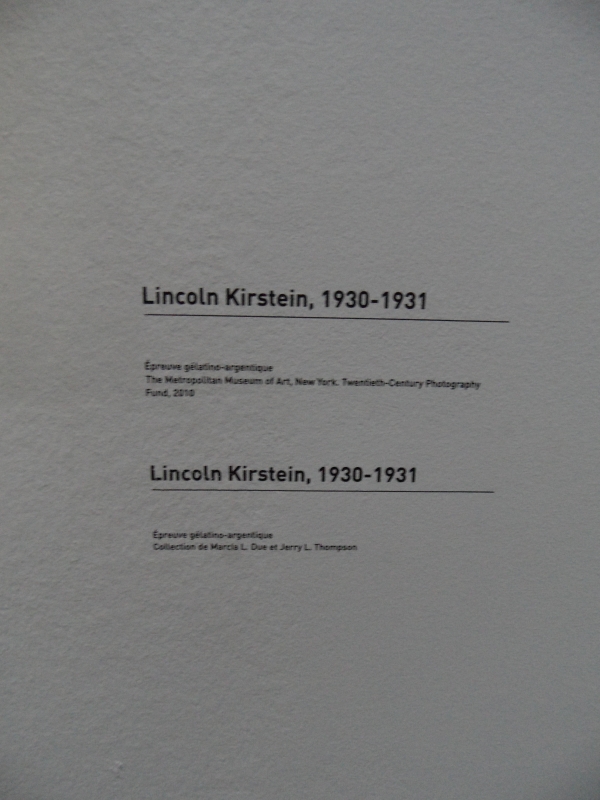 Lincoln Kirstein, 1930-1931
Épreuve gélatino-argentique
The Metropolitan Museum of Art, New York. Twentieth-Century Photography
Fund, 2010
Lincoln Kirstein, 1930-1931
Épreuve gélatino-argentique
Collection de Marcia L. Due et Jerry L. Thompson